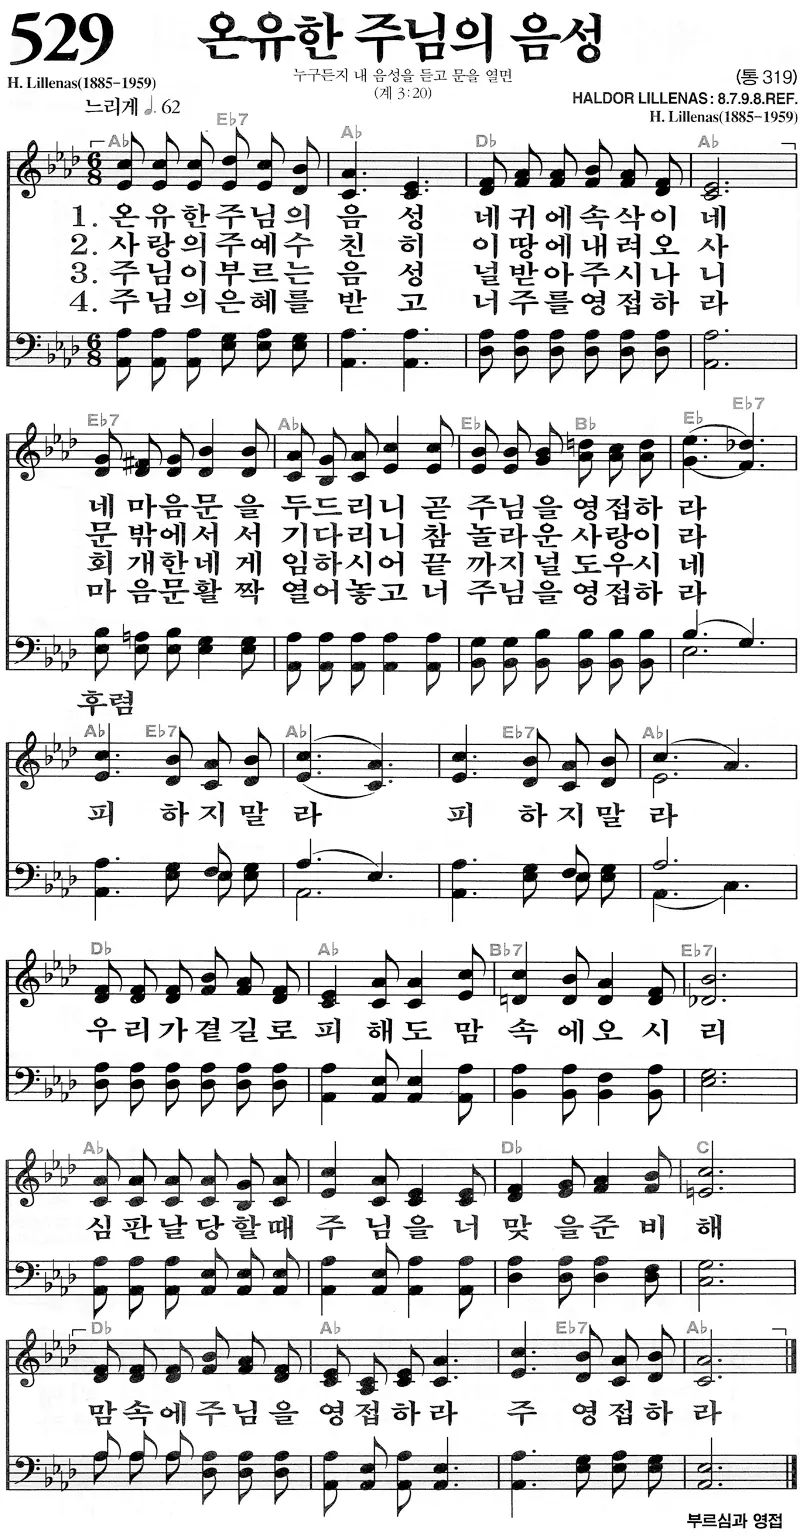 529 온유한 주님의 음성
H. Lillenas(1885-1959)
누구든지 내 음성을 듣고 문을 열면
(계 3:20)
(통 319)
HALDOR LILLENAS: 8.7.9.8.REF.
H. Lillenas(1885-1959)
느리게 ♩. 62
A♭ E♭7 A♭ D♭ A♭
6/8
1. 온유한주님의 음 성 네귀에속삭이 네
2. 사랑의주예수 친 히 이땅에내려오 사
3. 주님이부르는 음 성 널받아주시나 니
4. 주님의은혜를 받 고 너주를영접하 라
6/8
E♭7 A♭ E♭ B♭ E♭ E♭7
네 마음문 을 두드리니 곧 주님을영접하 라
문 밖에서 서 기다리니 참 놀라운사랑이 라
회 개한네 게 임하시어 끝 까지널도우시 네
마 음문활 짝 열어놓고 너 주님을영접하 라
후렴
A♭ E♭7 A♭ E♭7 A♭
피 하지말 라 피 하지말 라
D♭ A♭ B♭7 E♭7
우리가곁길로 피 해도 맘 속 에오 시 리
A♭ D♭ C
심판날당할때 주 님을 너 맞 을준 비 해
D♭ A♭ E♭7 A♭
맘속에주님을 영접하라 주 영접하 라
부르심과 영접